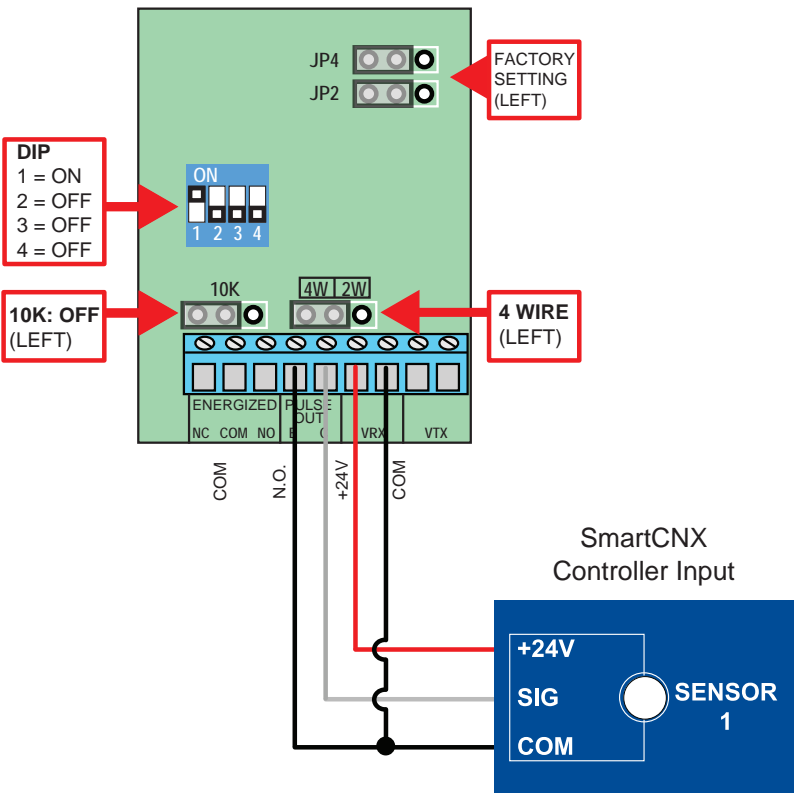 JP4
JP2
FACTORY
SETTING
(LEFT)
DIP
1 = ON
2 = OFF
3 = OFF
4 = OFF
ON
1 2 3 4
10K
4W 2W
10K: OFF
(LEFT)
4 WIRE
(LEFT)
ENERGIZED
PULSE
OUT
NC COM NO E C VRX VTX
COM
N.O.
+24V
COM
SmartCNX
Controller Input
+24V
SIG
COM
SENSOR
1